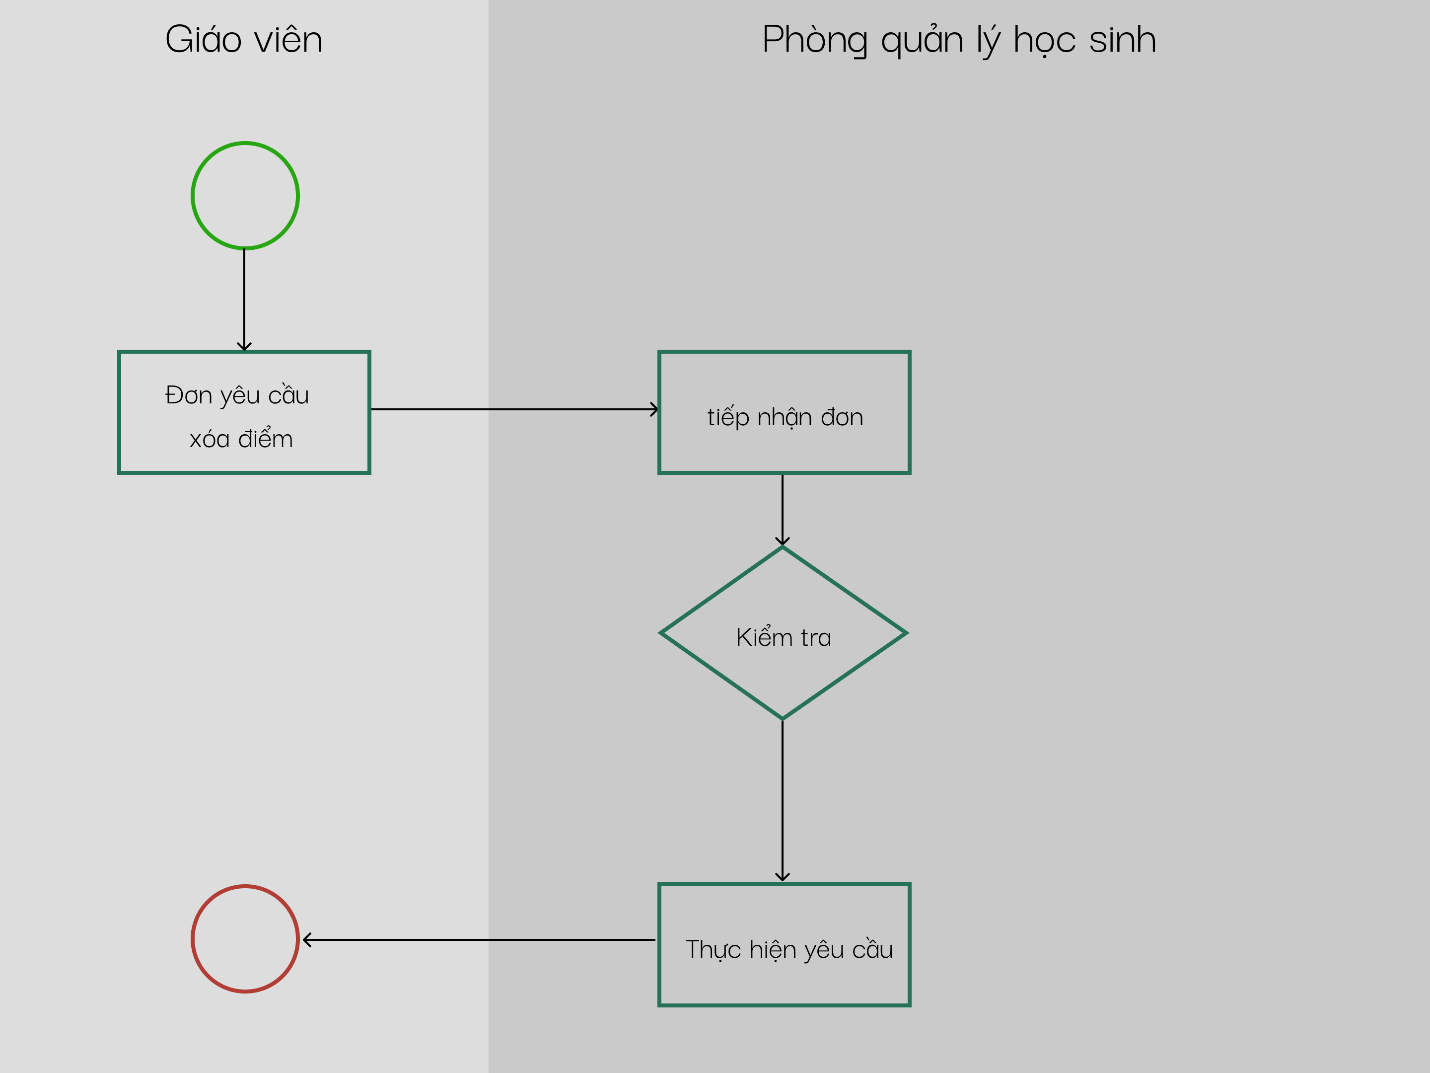 Giáo viên
Phòng quản lý học sinh
Đơn yêu cầu
xóa điểm
tiếp nhận đơn
Kiểm tra
Thực hiện yêu cầu